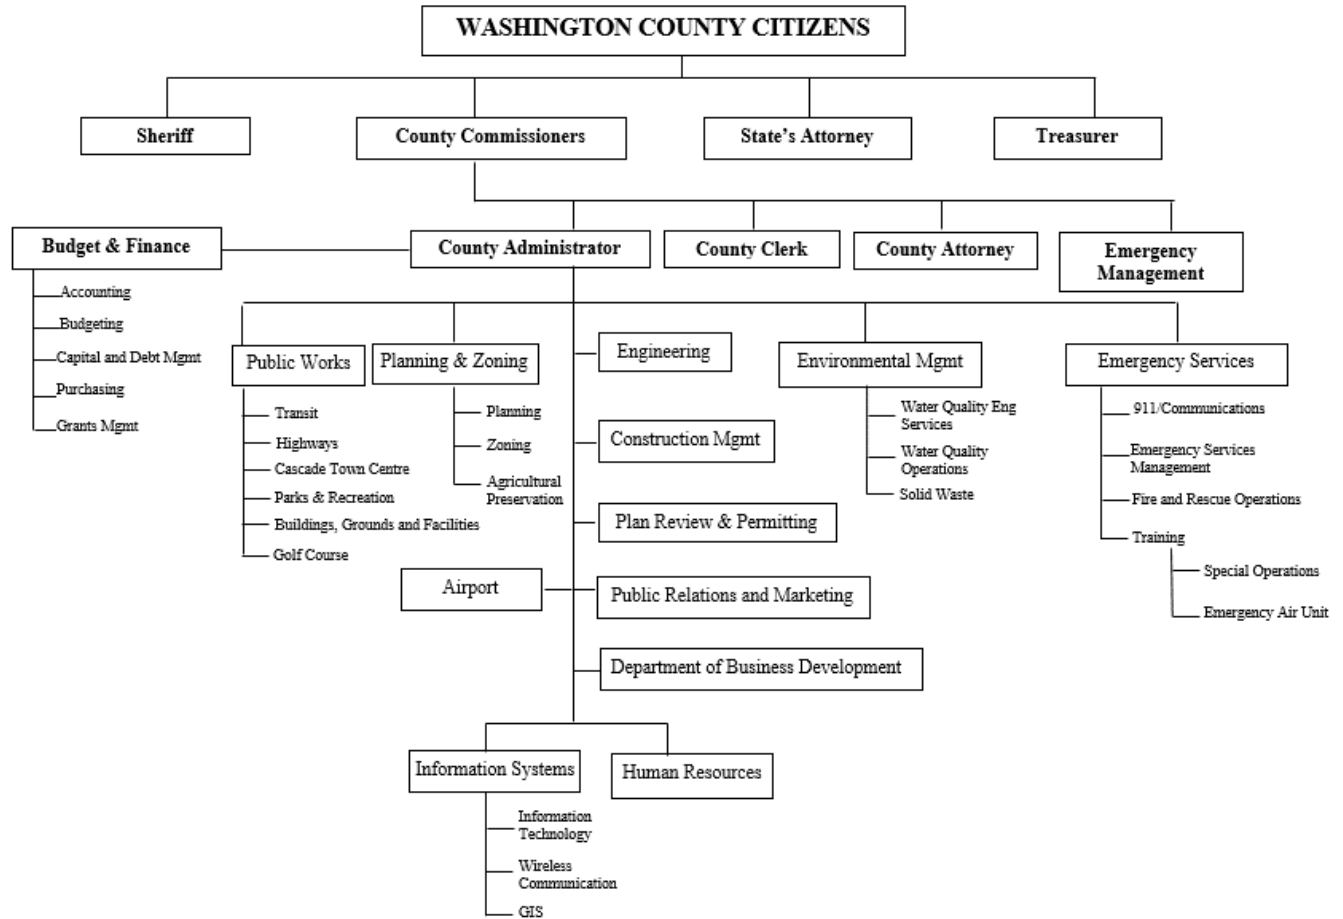 WASHINGTON COUNTY CITIZENS
Sheriff
County Commissioners
State's Attorney
Treasurer
Budget & Finance
County Administrator
County Clerk
County Attorney
Emergency
Management
Accounting
Budgeting
Capital and Debt Mgmt
Purchasing
Grants Mgmt
Public Works
Transit
Highways
Cascade Town Centre
Parks & Recreation
Buildings, Grounds and Facilities
Golf Course
Planning & Zoning
Planning
Zoning
Agricultural
Preservation
Engineering
Construction Mgmt
Plan Review & Permitting
Airport
Public Relations and Marketing
Department of Business Development
Environmental Mgmt
Water Quality Eng
Services
Water Quality
Operations
Solid Waste
Emergency Services
911/Communications
Emergency Services
Management
Fire and Rescue Operations
Training
Special Operations
Emergency Air Unit
Information Systems
Human Resources
Information
Technology
Wireless
Communication
GIS